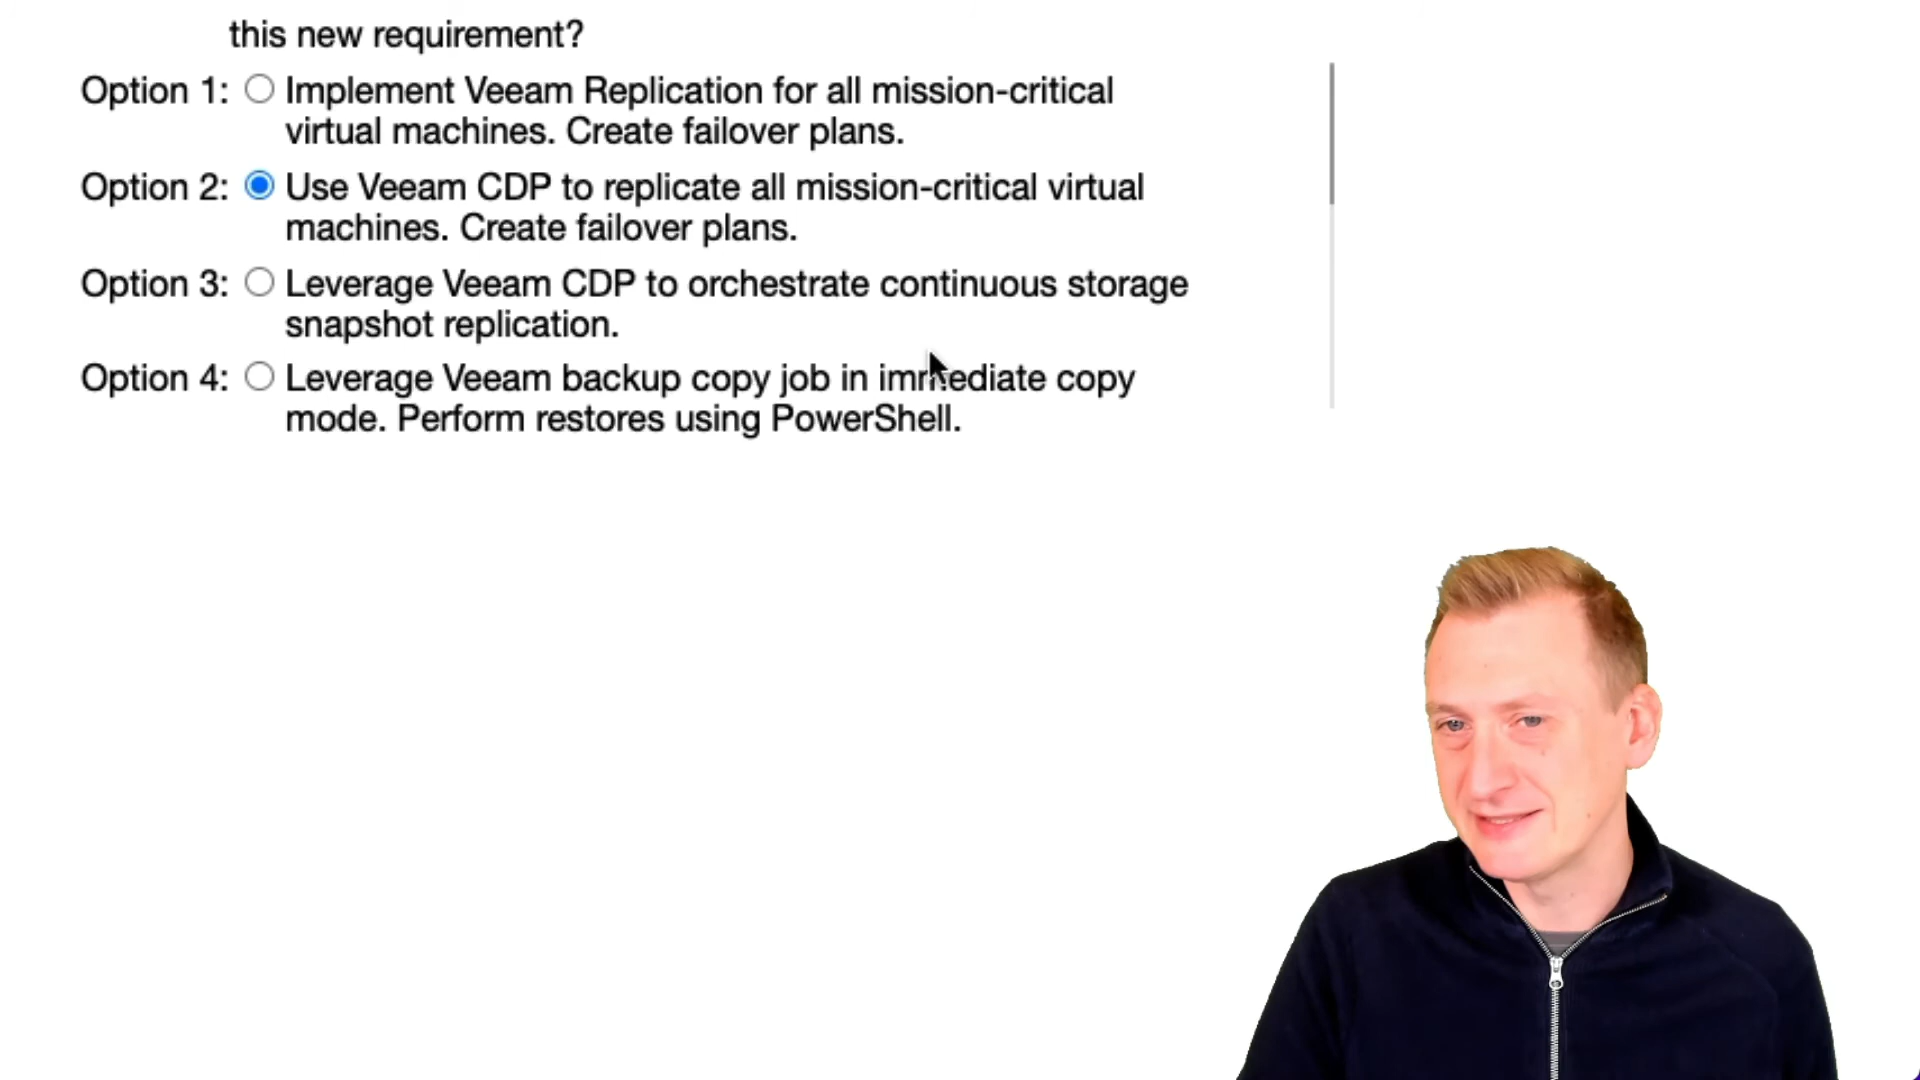 this new requirement?
Option 1: Implement Veeam Replication for all mission-critical
virtual machines. Create failover plans.
Option 2: Use Veeam CDP to replicate all mission-critical virtual
machines. Create failover plans.
Option 3: Leverage Veeam CDP to orchestrate continuous storage
snapshot replication.
Option 4: Leverage Veeam backup copy job in immediate copy
mode. Perform restores using PowerShell.